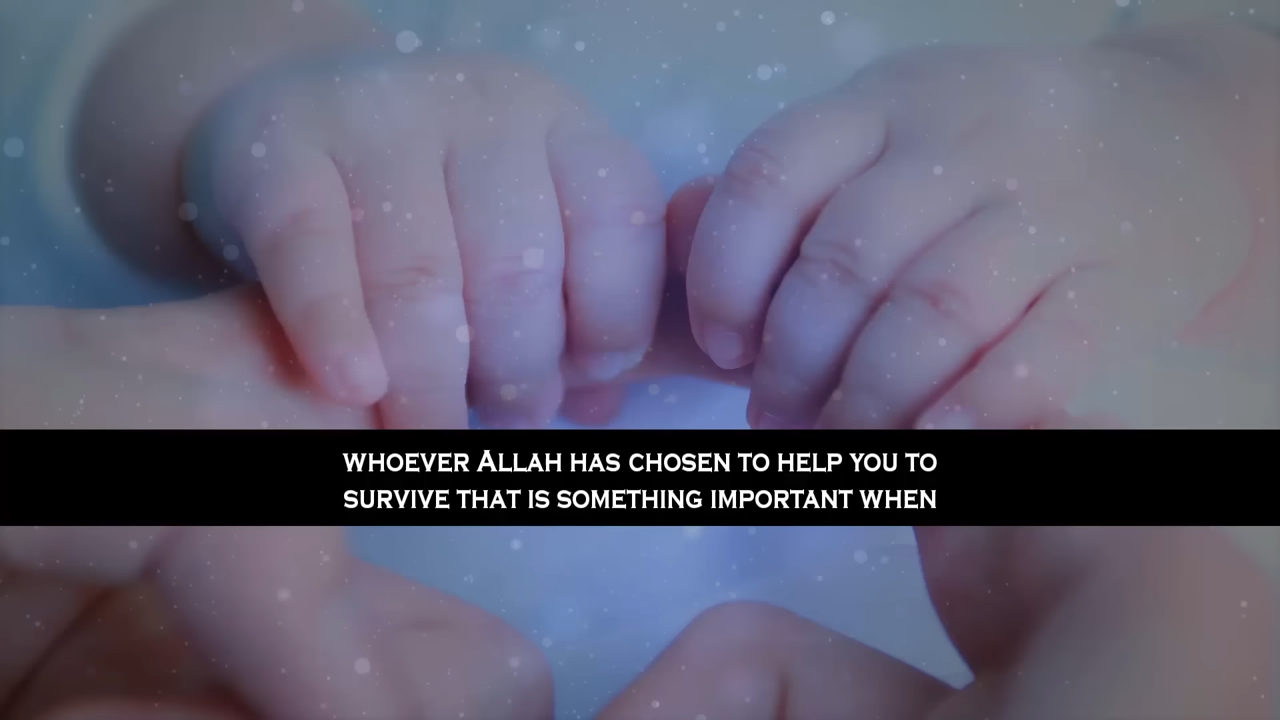 WHOEVER ALLAH HAS CHOSEN TO HELP YOU TO
SURVIVE THAT IS SOMETHING IMPORTANT WHEN